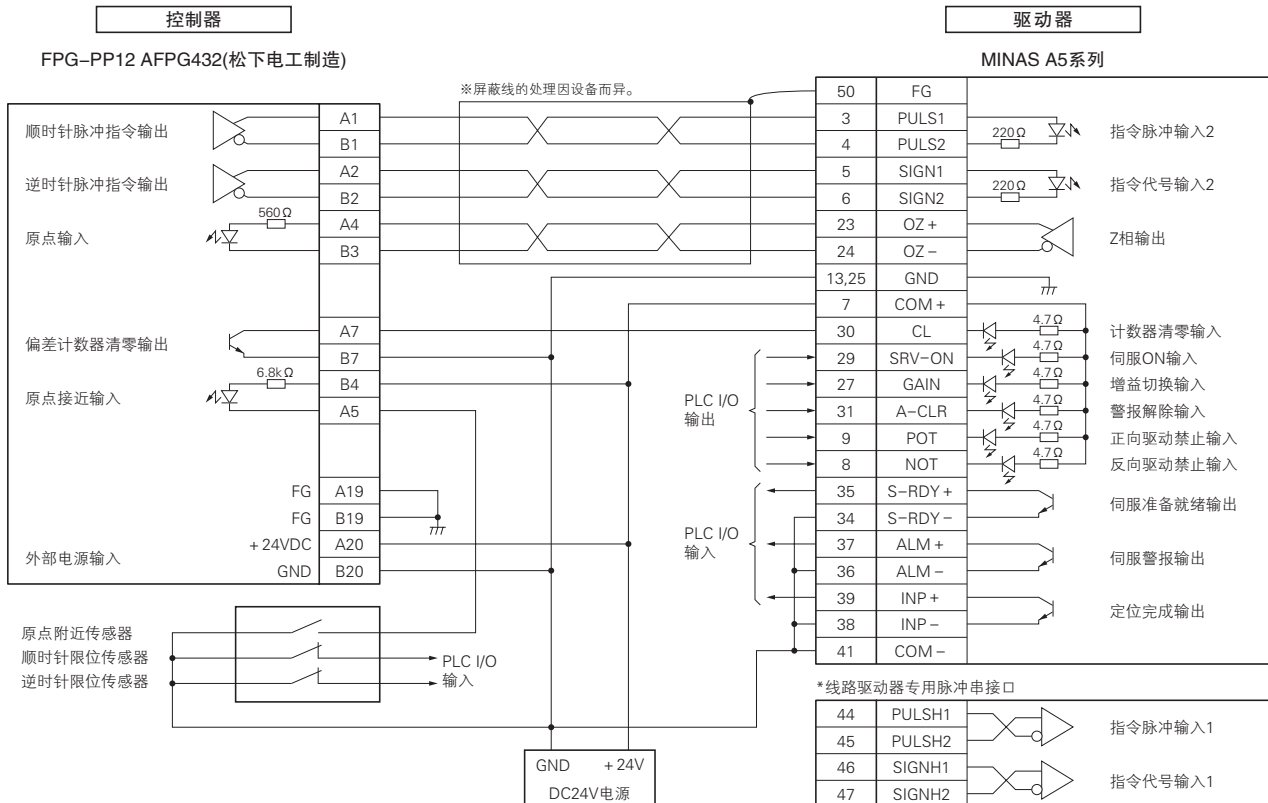 控制器
驱动器
FPG-PP12 AFPG432(松下电工制造)
MINAS A5系列
※屏蔽线的处理因设备而异。
顺时针脉冲指令输出
A1
B1
逆时针脉冲指令输出
A2
B2
560Ω
原点输入
A4
B3
偏差计数器清零输出
A7
B7
6.8kΩ
原点接近输入
B4
A5
FG A19
FG B19
外部电源输入
+24VDC A20
GND B20
原点附近传感器
顺时针限位传感器
逆时针限位传感器
PLC I/O
输入
GND +24V
DC24V电源
PLC I/O
输出
PLC I/O
输入
50 FG
3 PULS1
4 PULS2
220Ω
指令脉冲输入2
5 SIGN1
6 SIGN2
220Ω
指令代号输入2
23 OZ+
24 OZ-
Z相输出
13,25 GND
7 COM+
30 CL 4.7Ω 计数器清零输入
29 SRV-ON 4.7Ω 伺服ON输入
27 GAIN 4.7Ω 增益切换输入
31 A-CLR 4.7Ω 警报解除输入
9 POT 4.7Ω 正向驱动禁止输入
8 NOT 4.7Ω 反向驱动禁止输入
35 S-RDY+
34 S-RDY-
伺服准备就绪输出
37 ALM+
36 ALM-
伺服警报输出
39 INP+
38 INP-
定位完成输出
41 COM-
*线路驱动器专用脉冲串接口
44 PULSH1
45 PULSH2
指令脉冲输入1
46 SIGNH1
47 SIGNH2
指令代号输入1